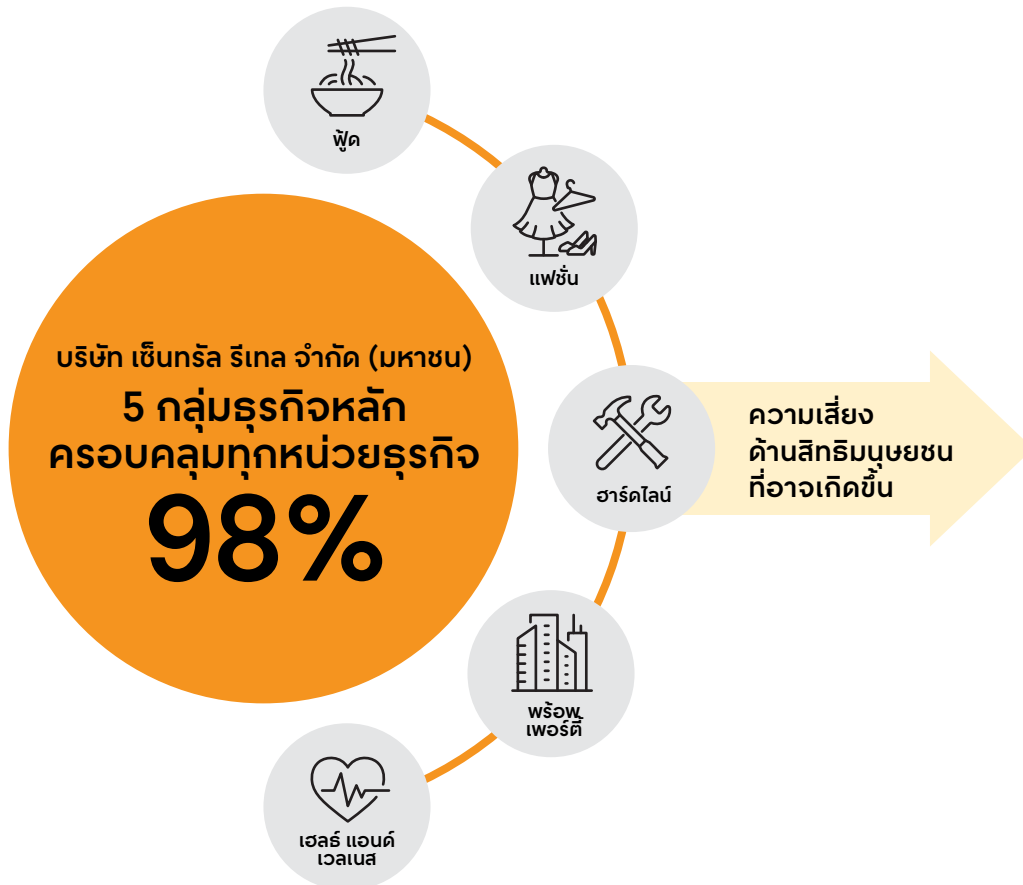 ฟู้ด
แฟชั่น
บริษัท เซ็นทรัล รีเทล จำกัด (มหาชน)
5 กลุ่มธุรกิจหลัก
ครอบคลุมทุกหน่วยธุรกิจ
98%
ฮาร์ดไลน์
ความเสี่ยง
ด้านสิทธิมนุษยชน
ที่อาจเกิดขึ้น
พร้อพ
เพอร์ตี้
เฮลธ์ แอนด์
เวลเนส